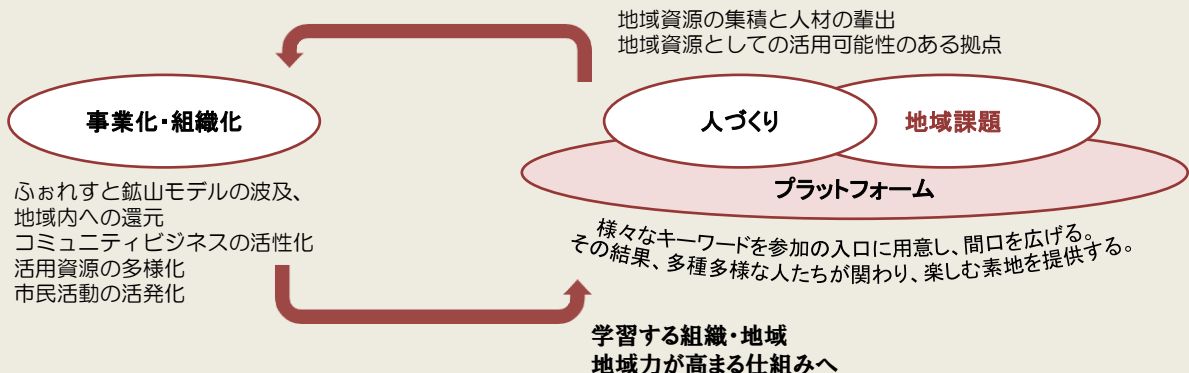 地域資源の集積と人材の輩出
地域資源としての活用可能性のある拠点
事業化・組織化
人づくり
地域課題
プラットフォーム
ふぉれすと鉱山モデルの波及、
地域内への還元
コミュニティビジネスの活性化
活用資源の多様化
市民活動の活発化
様々なキーワードを参加の入口に用意し、間口を広げる。
その結果、多種多様な人たちが関わり、楽しむ素地を提供する。
学習する組織・地域
地域力が高まる仕組みへ